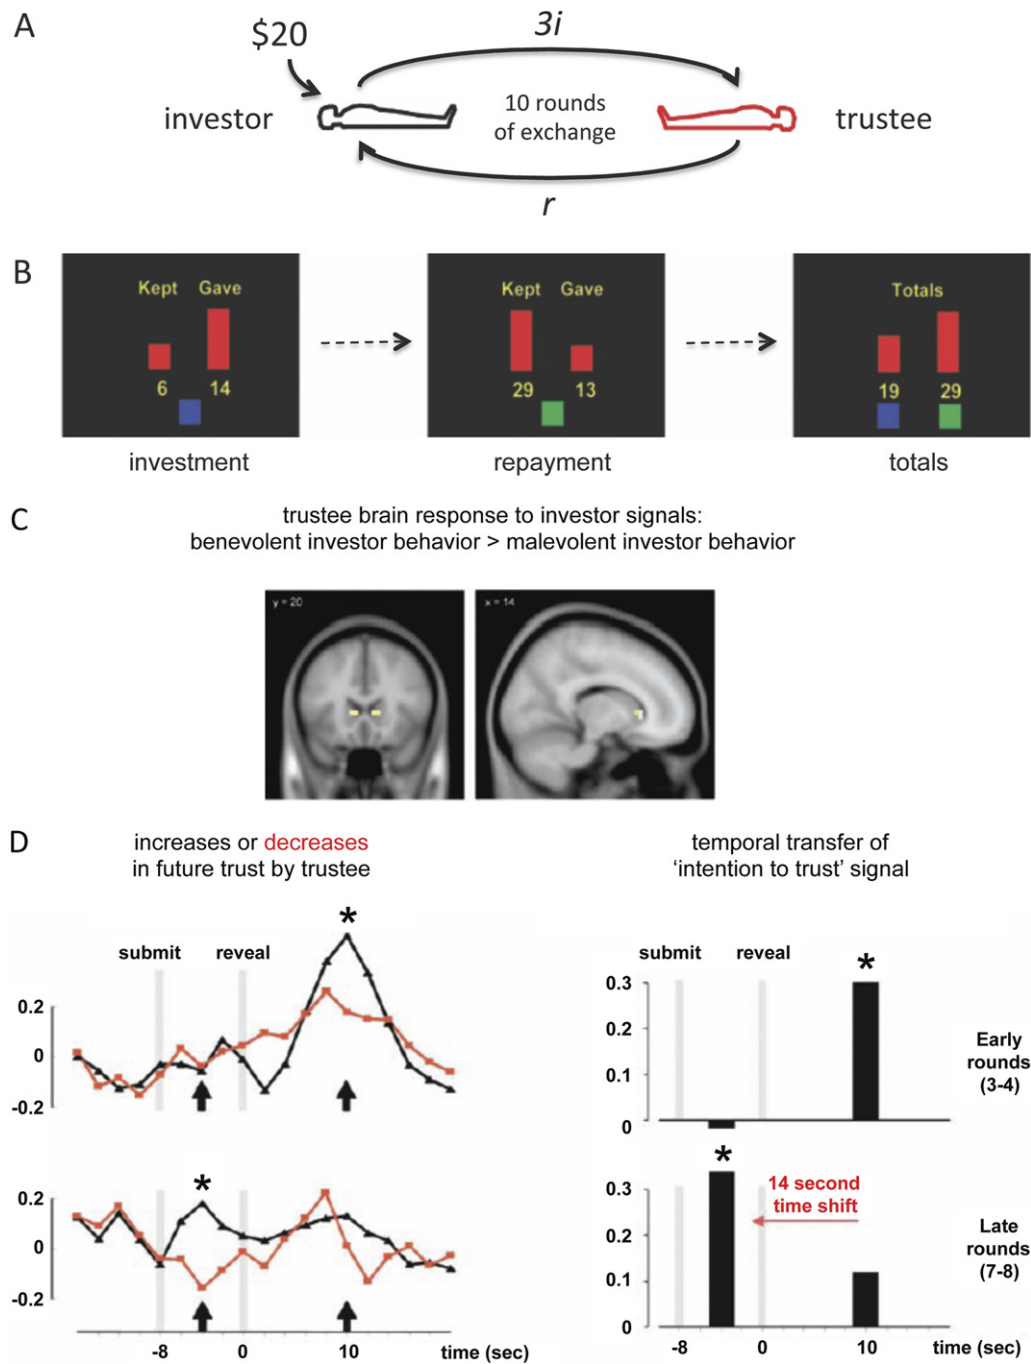 A
$20
3i
investor
10 rounds
of exchange
trustee
r
B
Kept Gave
6 14
investment
Kept Gave
29 13
repayment
Totals
19 29
totals
C
trustee brain response to investor signals:
benevolent investor behavior > malevolent investor behavior
y = 20
x = 14
D
increases or decreases
in future trust by trustee
submit reveal
*
0.2
0
-0.2
*
0.2
0
-0.2
-8 0 10 time (sec)
temporal transfer of
‘intention to trust’ signal
submit reveal
*
0.3
0.2
0.1
0
Early
rounds
(3-4)
*
0.3
0.2
0.1
0
14 second
time shift
Late
rounds
(7-8)
-8 0 10 time (sec)